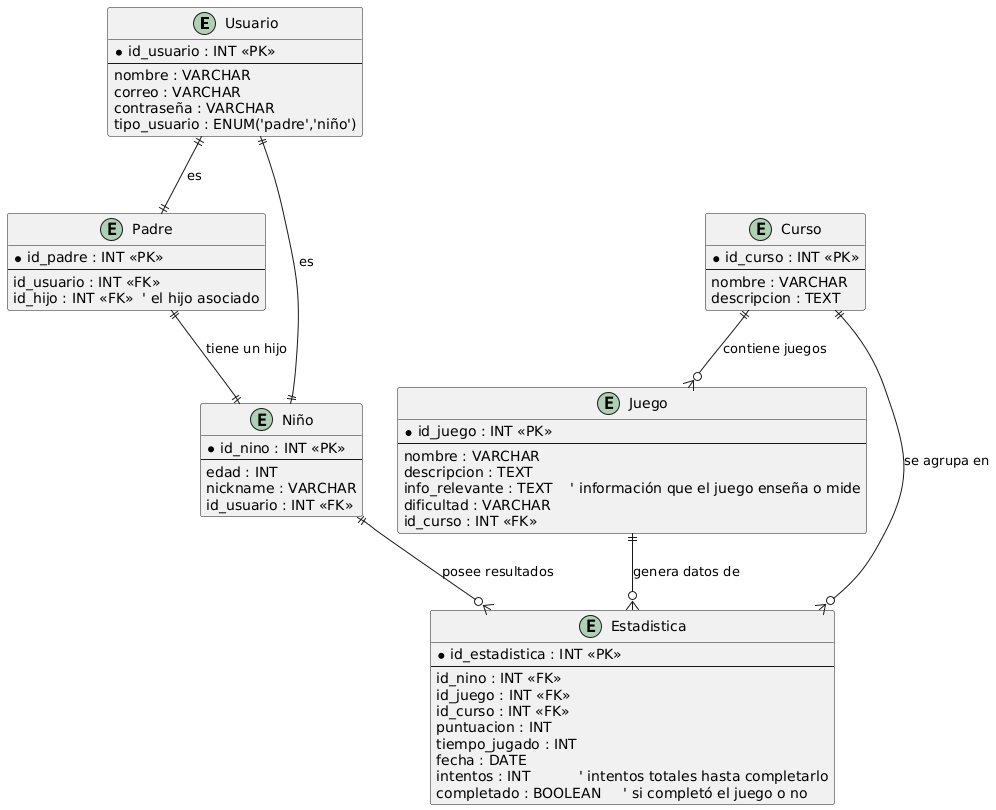 E Usuario
* id_usuario : INT «PK»
nombre : VARCHAR
correo : VARCHAR
contraseña : VARCHAR
tipo_usuario : ENUM('padre','niño')
es
es
E Padre
* id_padre : INT «PK»
id_usuario : INT «FK»
id_hijo : INT «FK»  ' el hijo asociado
E Curso
* id_curso : INT «PK»
nombre : VARCHAR
descripcion : TEXT
tiene un hijo
contiene juegos
E Niño
* id_nino : INT «PK»
edad : INT
nickname : VARCHAR
id_usuario : INT «FK»
E Juego
* id_juego : INT «PK»
nombre : VARCHAR
descripcion : TEXT
info_relevante : TEXT    ' información que el juego enseña o mide
dificultad : VARCHAR
id_curso : INT «FK»
se agrupa en
posee resultados
genera datos de
E Estadistica
* id_estadistica : INT «PK»
id_nino : INT «FK»
id_juego : INT «FK»
id_curso : INT «FK»
puntuacion : INT
tiempo_jugado : INT
fecha : DATE
intentos : INT           ' intentos totales hasta completarlo
completado : BOOLEAN     ' si completó el juego o no